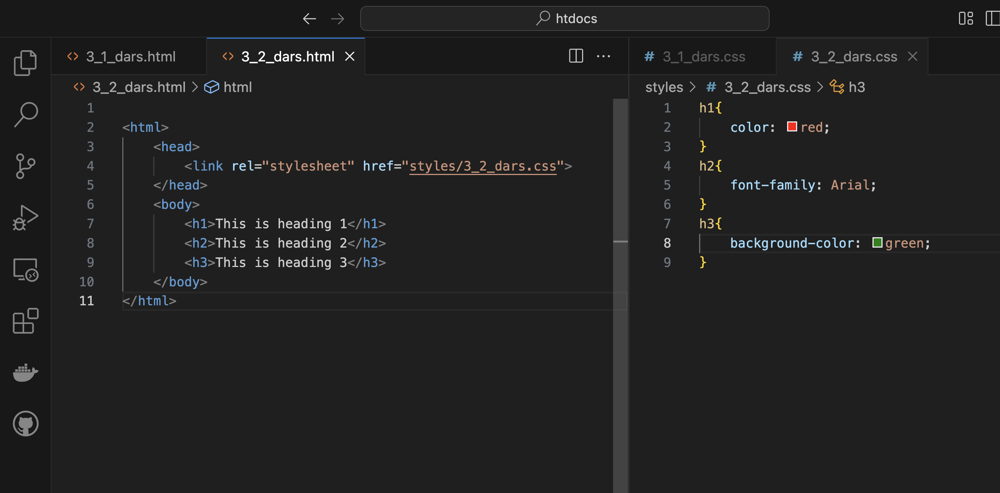 htdocs
3_1_dars.html
3_2_dars.html
3_2_dars.html > html
1
2 <html>
3     <head>
4         <link rel="stylesheet" href="styles/3_2_dars.css">
5     </head>
6     <body>
7         <h1>This is heading 1</h1>
8         <h2>This is heading 2</h2>
9         <h3>This is heading 3</h3>
10     </body>
11 </html>
# 3_1_dars.css
# 3_2_dars.css
styles > # 3_2_dars.css > h3
1 h1{
2     color: red;
3 }
4 h2{
5     font-family: Arial;
6 }
7 h3{
8     background-color: green;
9 }